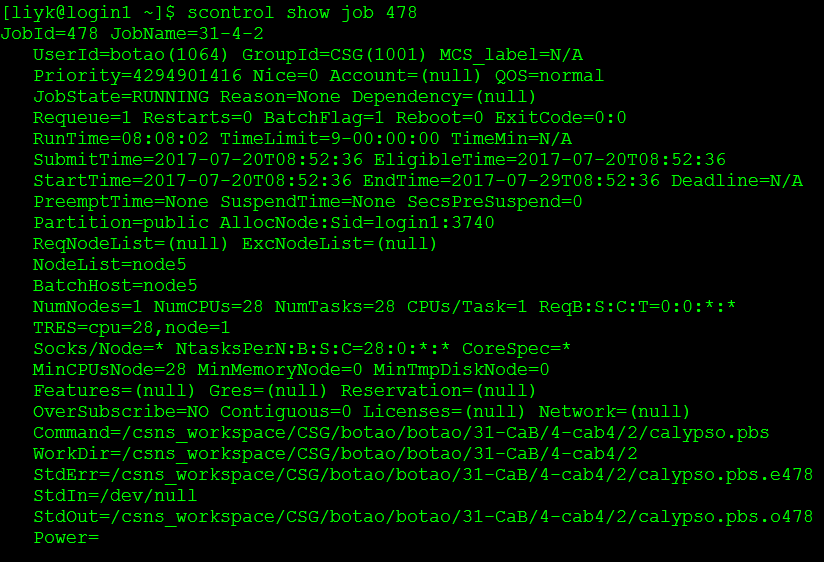 [liyk@login1 ~]$ scontrol show job 478
JobId=478 JobName=31-4-2
UserId=botao(1064) GroupId=CSG(1001) MCS_label=N/A
Priority=4294901416 Nice=0 Account=(null) QOS=normal
JobState=RUNNING Reason=None Dependency=(null)
Requeue=1 Restarts=0 BatchFlag=1 Reboot=0 ExitCode=0:0
RunTime=08:08:02 TimeLimit=9-00:00:00 TimeMin=N/A
SubmitTime=2017-07-20T08:52:36 EligibleTime=2017-07-20T08:52:36
StartTime=2017-07-20T08:52:36 EndTime=2017-07-29T08:52:36 Deadline=N/A
PreemptTime=None SuspendTime=None SecsPreSuspend=0
Partition=public AllocNode:Sid=login1:3740
ReqNodeList=(null) ExcNodeList=(null)
NodeList=node5
BatchHost=node5
NumNodes=1 NumCPUs=28 NumTasks=28 CPUs/Task=1 ReqB:S:C:T=0:0:*:*
TRES=cpu=28,node=1
Socks/Node=* NtasksPerN:B:S:C=28:0:*:* CoreSpec=*
MinCPUsNode=28 MinMemoryNode=0 MinTmpDiskNode=0
Features=(null) Gres=(null) Reservation=(null)
OverSubscribe=NO Contiguous=0 Licenses=(null) Network=(null)
Command=/csns_workspace/CSG/botao/botao/31-CaB/4-cab4/2/calypso.pbs
WorkDir=/csns_workspace/CSG/botao/botao/31-CaB/4-cab4/2
StdErr=/csns_workspace/CSG/botao/botao/31-CaB/4-cab4/2/calypso.pbs.e478
StdIn=/dev/null
StdOut=/csns_workspace/CSG/botao/botao/31-CaB/4-cab4/2/calypso.pbs.o478
Power=